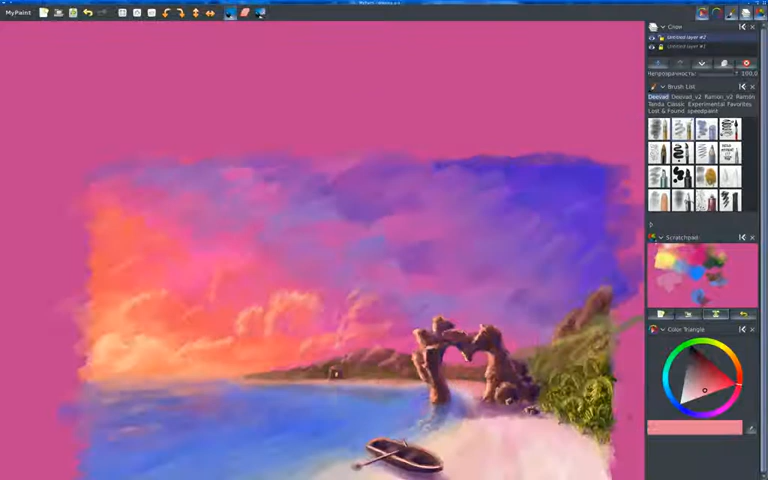 MyPaint
Слои
Untitled layer #2
Untitled layer #1
Непрозрачность:
100,0
Brush List
Deevad Deevad_v2 Ramon_v2 Ramon
Tanda Classic Experimental Favorites
Lost & Found speedpaint
Scratchpad
Color Triangle